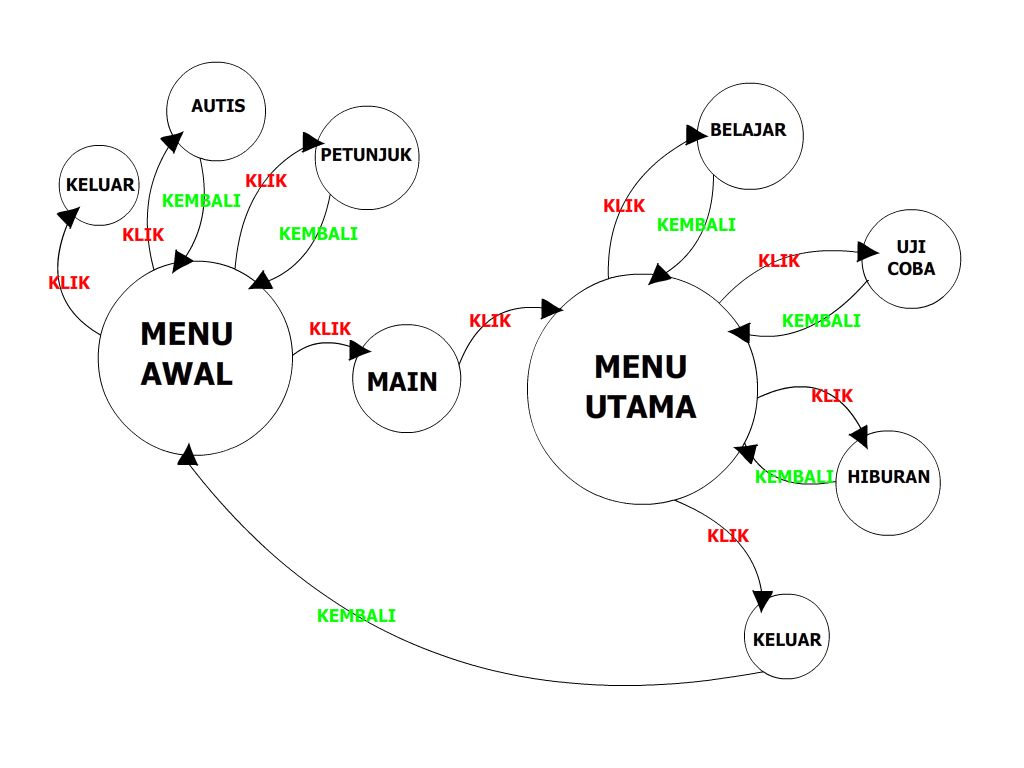 AUTIS
BELAJAR
PETUNJUK
KELUAR
KLIK
KEMBALI
KLIK
KEMBALI
KLIK
KEMBALI
KLIK
UJI
COBA
KLIK
KLIK
KEMBALI
KLIK
KLIK
MENU
AWAL
MAIN
MENU
UTAMA
KLIK
KEMBALI
HIBURAN
KLIK
KEMBALI
KELUAR